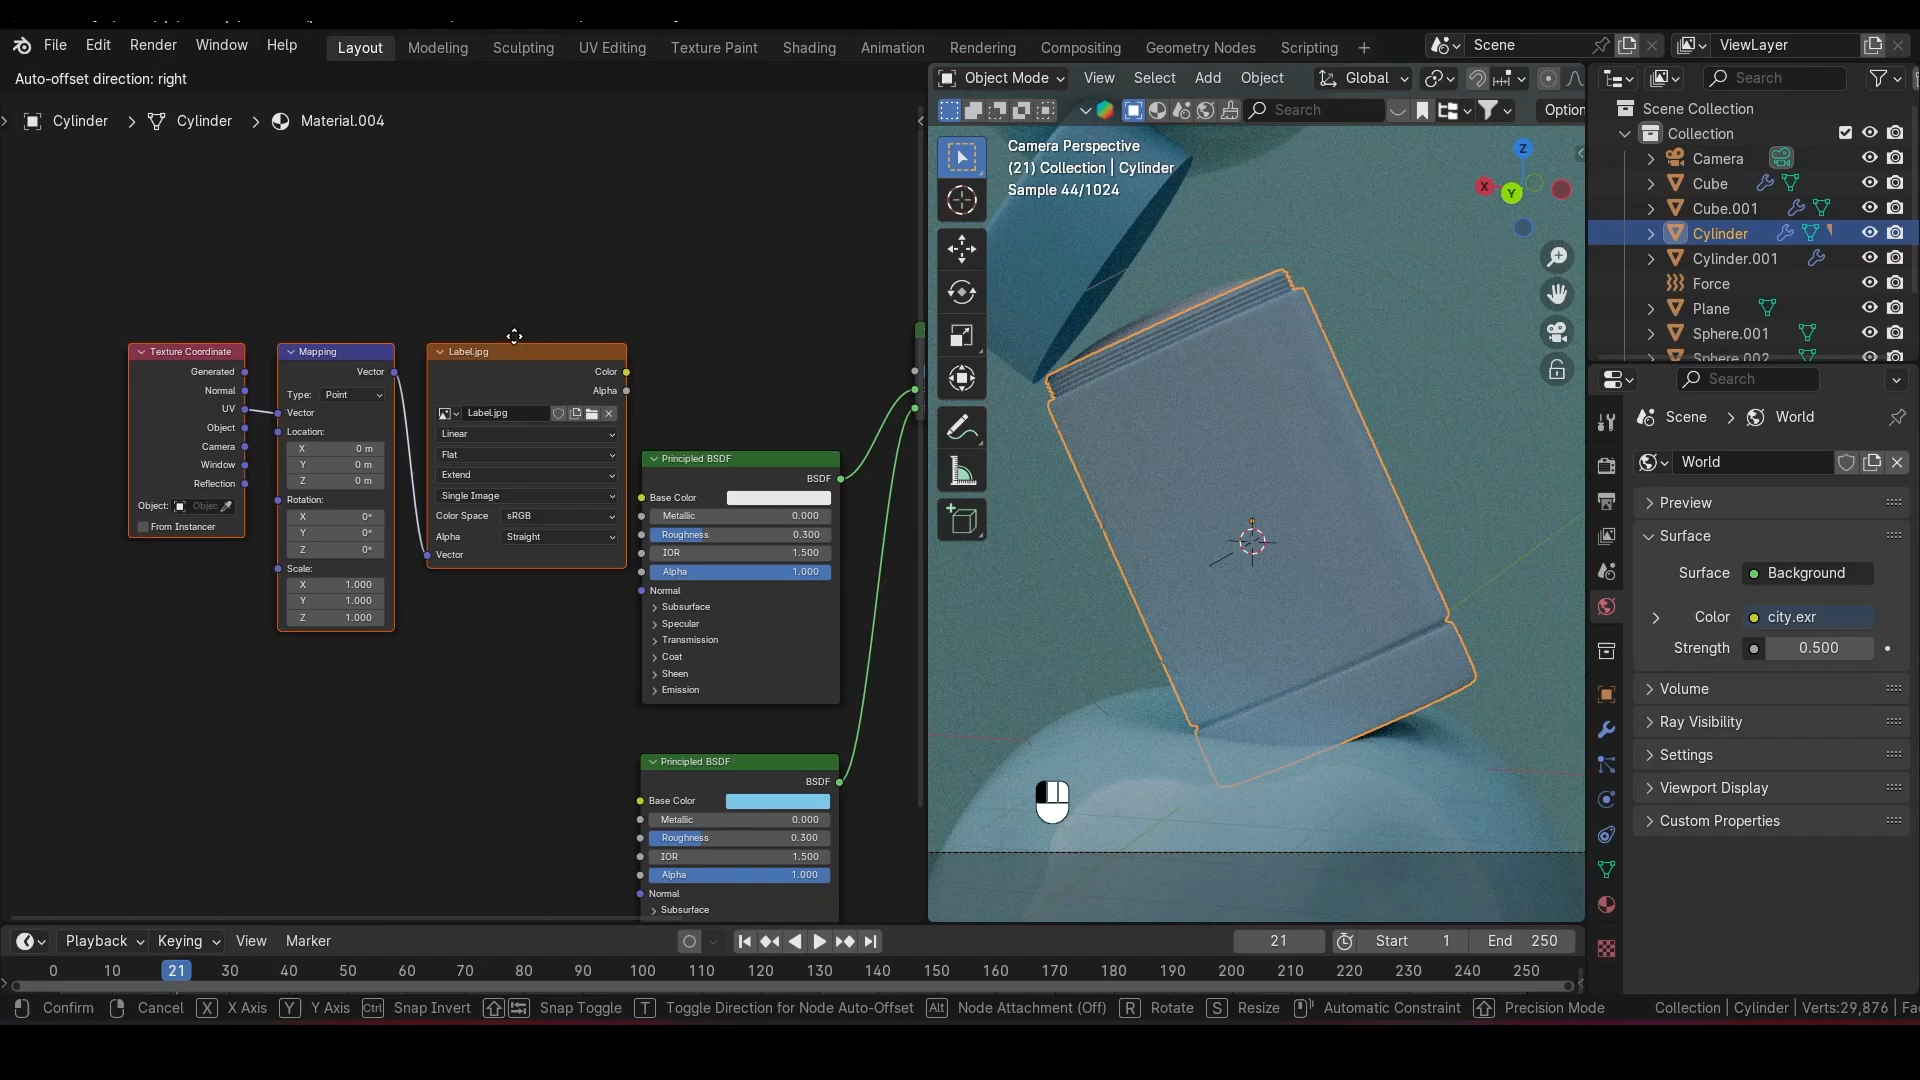 File Edit Render Window Help Layout Modeling Sculpting UV Editing Texture Paint Shading Animation Rendering Compositing Geometry Nodes Scripting + Scene ViewLayer
Auto-offset direction: right
Object Mode View Select Add Object Global Search
Cylinder > Cylinder > Material.004
Search Option
Camera Perspective
(21) Collection | Cylinder
Sample 44/1024
Z
X
Y
Scene Collection
Collection
Camera
Cube
Cube.001
Cylinder
Cylinder.001
Force
Plane
Sphere.001
Sphere.002
Texture Coordinate
Generated
Normal
UV
Object
Camera
Window
Reflection
Object: Objec
From Instancer
Mapping
Vector
Type: Point
Vector
Location:
X 0 m
Y 0 m
Z 0 m
Rotation:
X 0°
Y 0°
Z 0°
Scale:
X 1.000
Y 1.000
Z 1.000
Label.jpg
Color
Alpha
Label.jpg
Linear
Flat
Extend
Single Image
Color Space sRGB
Alpha Straight
Vector
Principled BSDF
BSDF
Base Color
Metallic 0.000
Roughness 0.300
IOR 1.500
Alpha 1.000
Normal
Subsurface
Specular
Transmission
Coat
Sheen
Emission
Principled BSDF
BSDF
Base Color
Metallic 0.000
Roughness 0.300
IOR 1.500
Alpha 1.000
Normal
Subsurface
Search
Scene > World
World
Preview
Surface
Surface Background
Color city.exr
Strength 0.500
Volume
Ray Visibility
Settings
Viewport Display
Custom Properties
Playback Keying View Marker 21 Start 1 End 250
0 10 21 30 40 50 60 70 80 90 100 110 120 130 140 150 160 170 180 190 200 210 220 230 240 250
Confirm Cancel X X Axis Y Y Axis Ctrl Snap Invert Snap Toggle T Toggle Direction for Node Auto-Offset Alt Node Attachment (Off) R Rotate S Resize Automatic Constraint Precision Mode Collection | Cylinder | Verts:29,876 | Fa